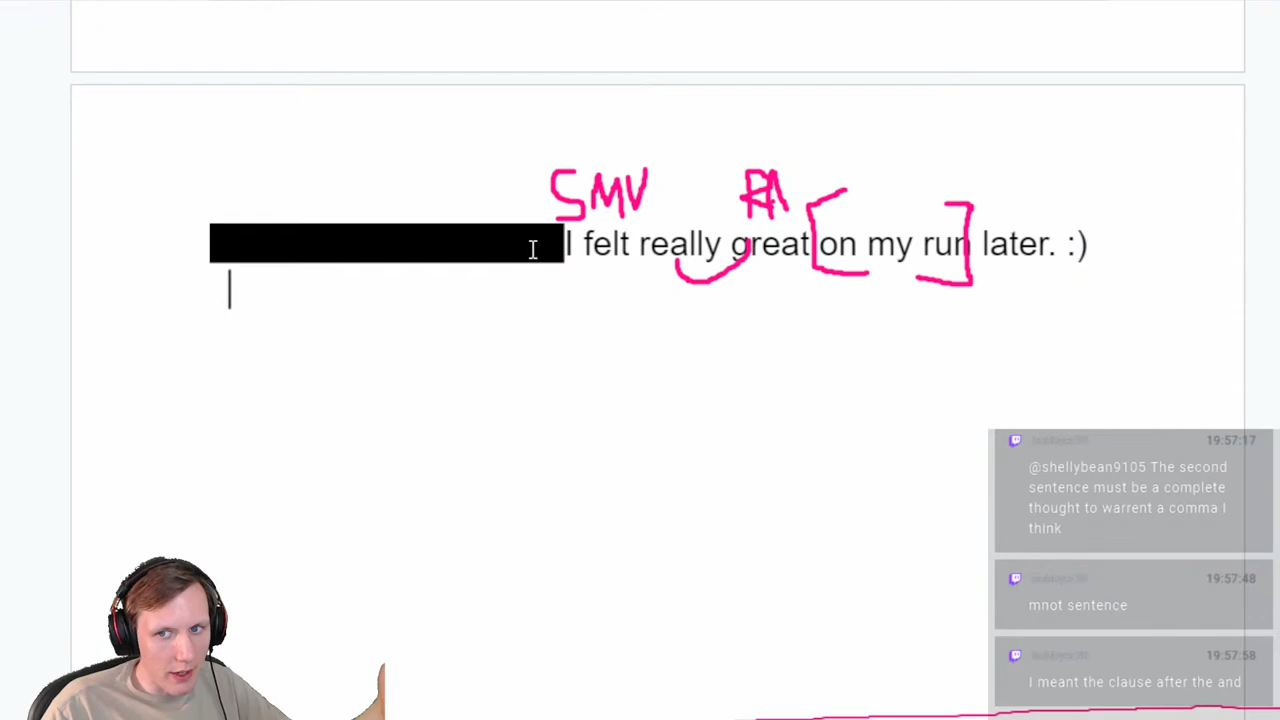 SMV PA
I felt really great on my run later. :)
19:57:17
@shellybean9105 The second
sentence must be a complete
thought to warrent a comma I
think
19:57:48
mnot sentence
19:57:58
I meant the clause after the and